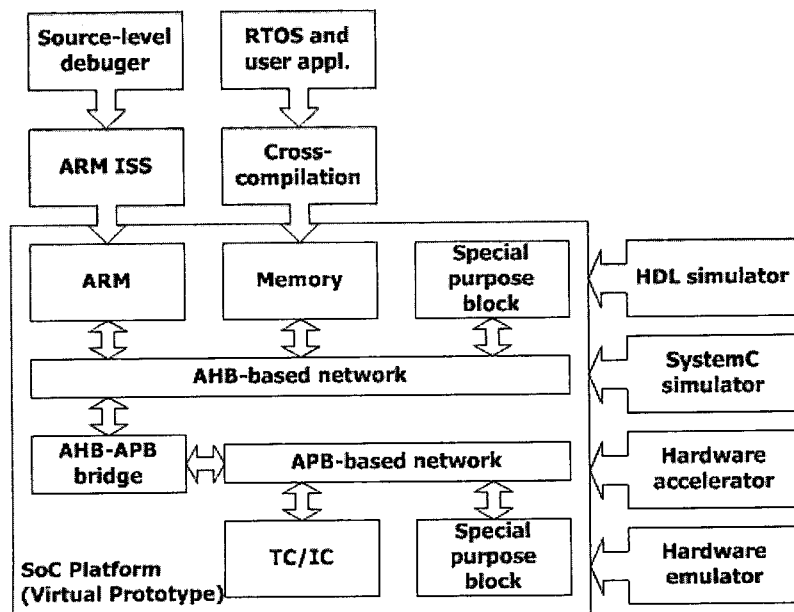 Source-level
debuger
RTOS and
user appl.
ARM ISS
Cross-
compilation
ARM
Memory
Special
purpose
block
HDL simulator
AHB-based network
SystemC
simulator
AHB-APB
bridge
APB-based network
Hardware
accelerator
TC/IC
Special
purpose
block
Hardware
emulator
SoC Platform
(Virtual Prototype)